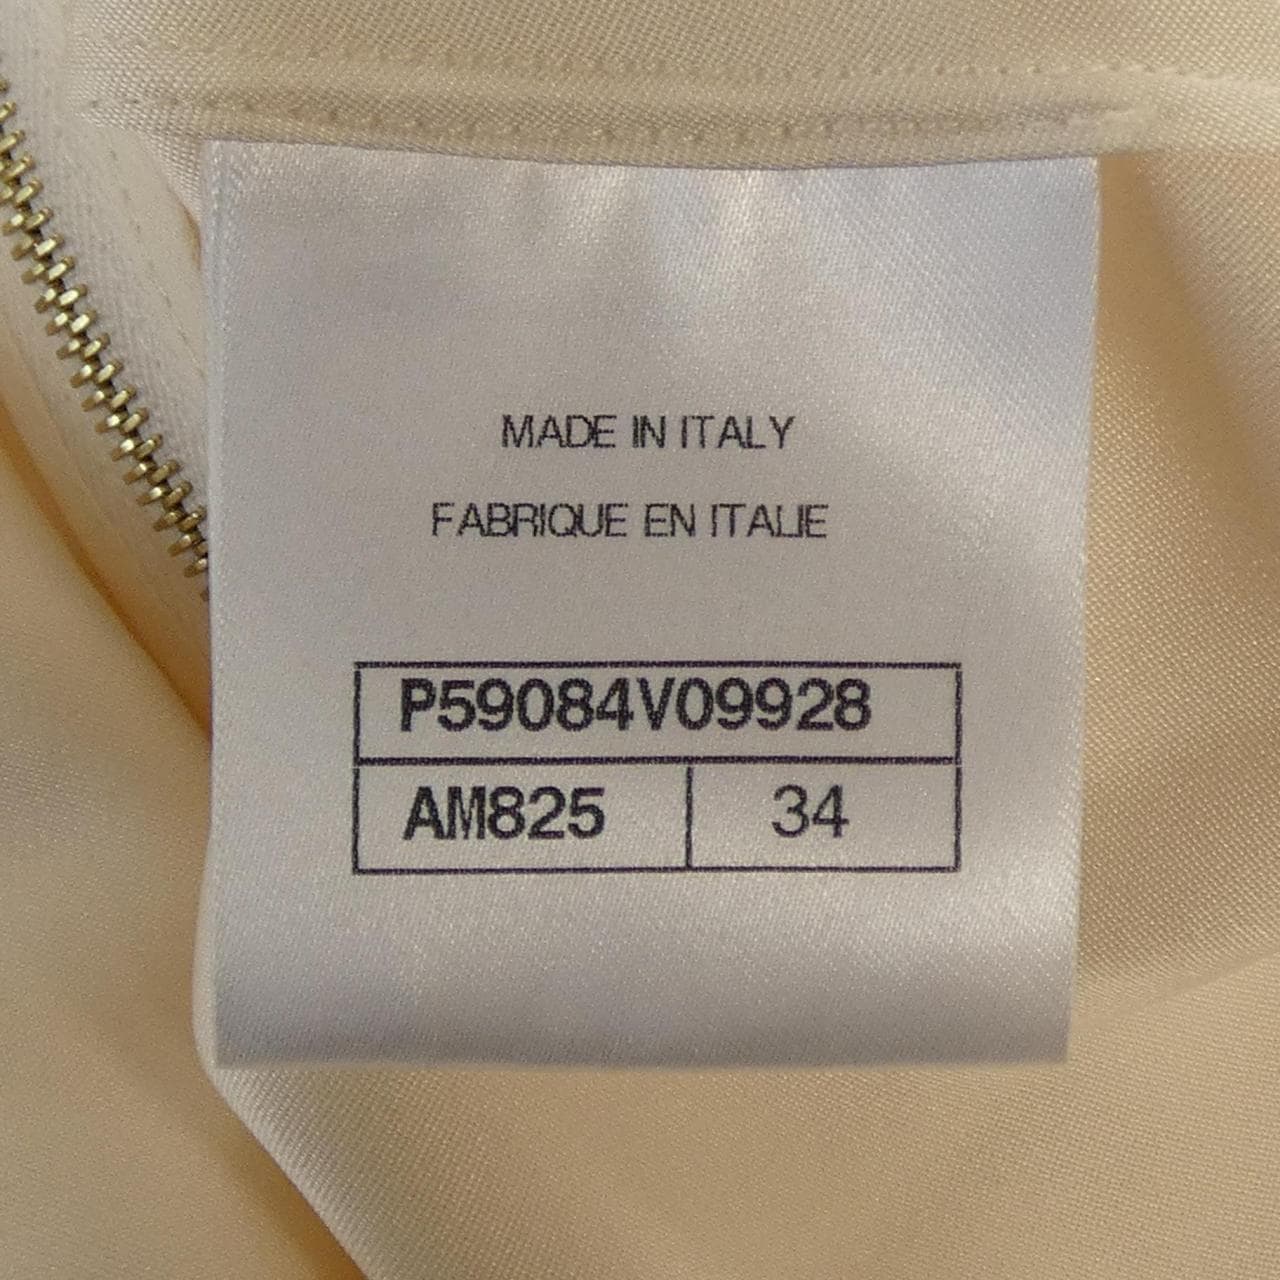 MADE IN ITALY
FABRIQUE EN ITALIE
P59084V09928
AM825 34